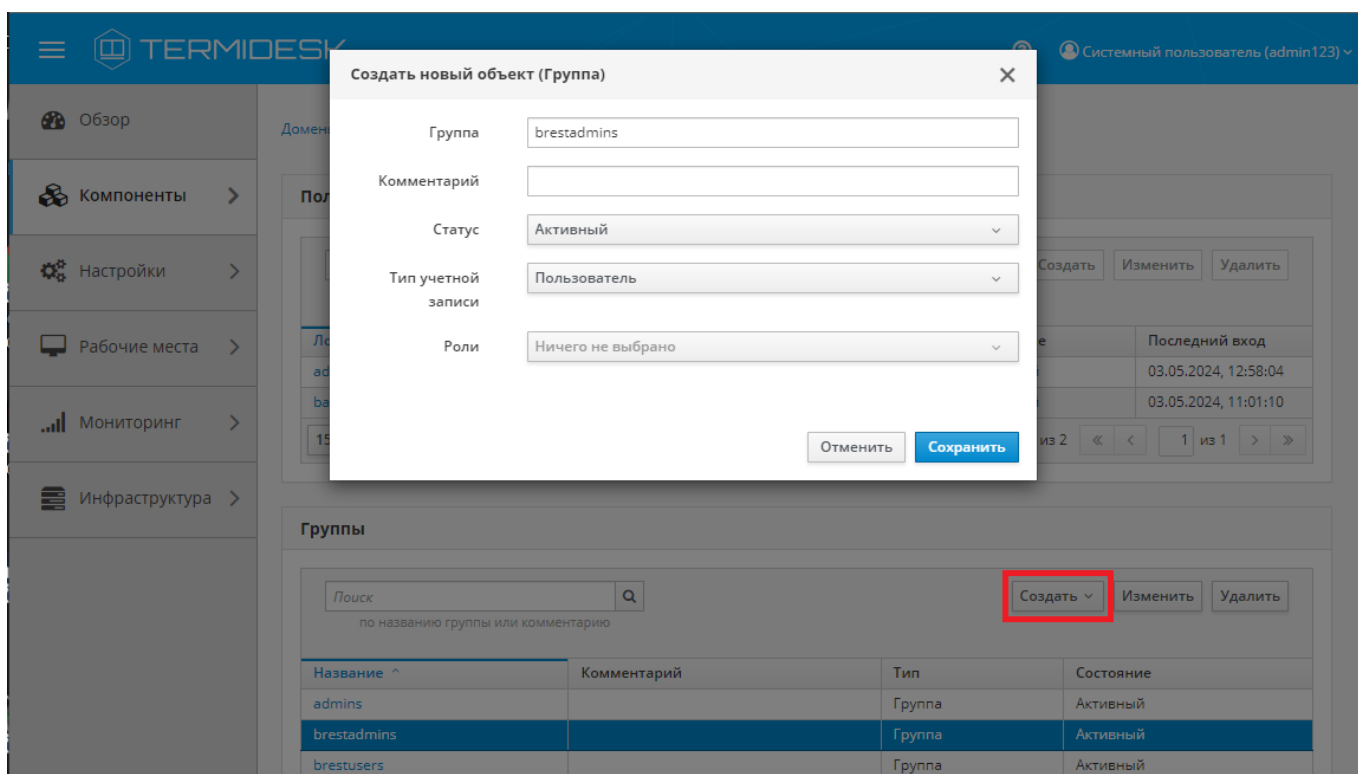 TERMIDESK
Системный пользователь (admin123)
Создать новый объект (Группа)
Обзор
Группа
brestadmins
Комментарий
Компоненты
Статус
Активный
Настройки
Тип учетной записи
Пользователь
Создать
Изменить
Удалить
Рабочие места
Роли
Ничего не выбрано
Последний вход
03.05.2024, 12:58:04
03.05.2024, 11:01:10
Мониторинг
15
Отменить
Сохранить
из 2
1 из 1
Инфраструктура
Группы
Поиск
по названию группы или комментарию
Создать
Изменить
Удалить
Название
Комментарий
Тип
Состояние
admins
Группа
Активный
brestadmins
Группа
Активный
brestusers
Группа
Активный